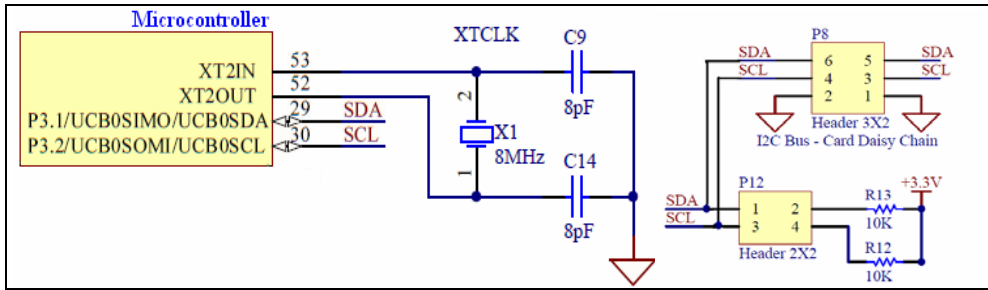 Microcontroller
XT2IN 53
XT2OUT 52
P3.1/UCB0SIMO/UCB0SDA 29 SDA
P3.2/UCB0SOMI/UCB0SCL 30 SCL
XTCLK
C9
8pF
2
X1
8MHz
1
C14
8pF
P8
SDA 6 5 SDA
SCL 4 3 SCL
2 1
Header 3X2
I2C Bus - Card Daisy Chain
P12
SDA 1 2
SCL 3 4
Header 2X2
R13
10K
R12
10K
+3.3V